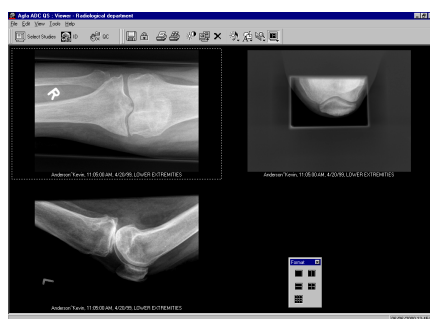 Agfa ADC QS : Viewer - Radiological department
File Edit View Tools Help
Select Studies ID QC
R
Anderson^Kevin, 11:05:00 AM, 4/20/99, LOWER EXTREMITIES
Anderson^Kevin, 11:05:00 AM, 4/20/99, LOWER EXTREMITIES
L
Anderson^Kevin, 11:05:00 AM, 4/20/99, LOWER EXTREMITIES
Format